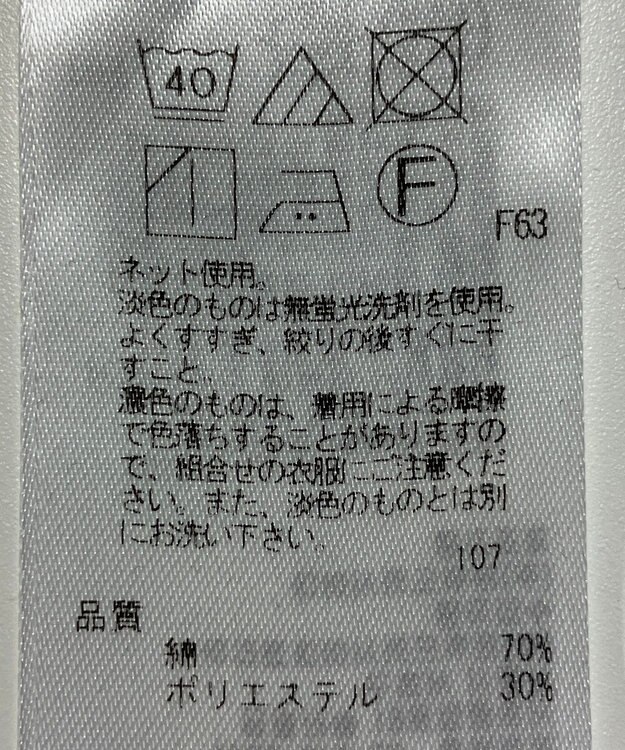 40
F
F63
ネット使用。
淡色のものは無蛍光洗剤を使用。
よくすすぎ、絞りの後すぐに干
すこと。
濃色のものは、着用による摩擦
で色落ちすることがありますの
で、組合せの衣服にご注意くだ
さい。また、淡色のものとは別
にお洗い下さい。
107
品質
綿 70%
ポリエステル 30%